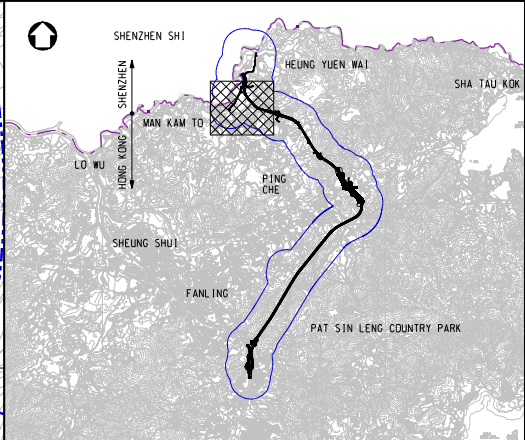 SHENZHEN SHI
HEUNG YUEN WAI
SHENZHEN
SHA TAU KOK
MAN KAM TO
HONG KONG
LO WU
PING
CHE
SHEUNG SHUI
FANLING
PAT SIN LENG COUNTRY PARK